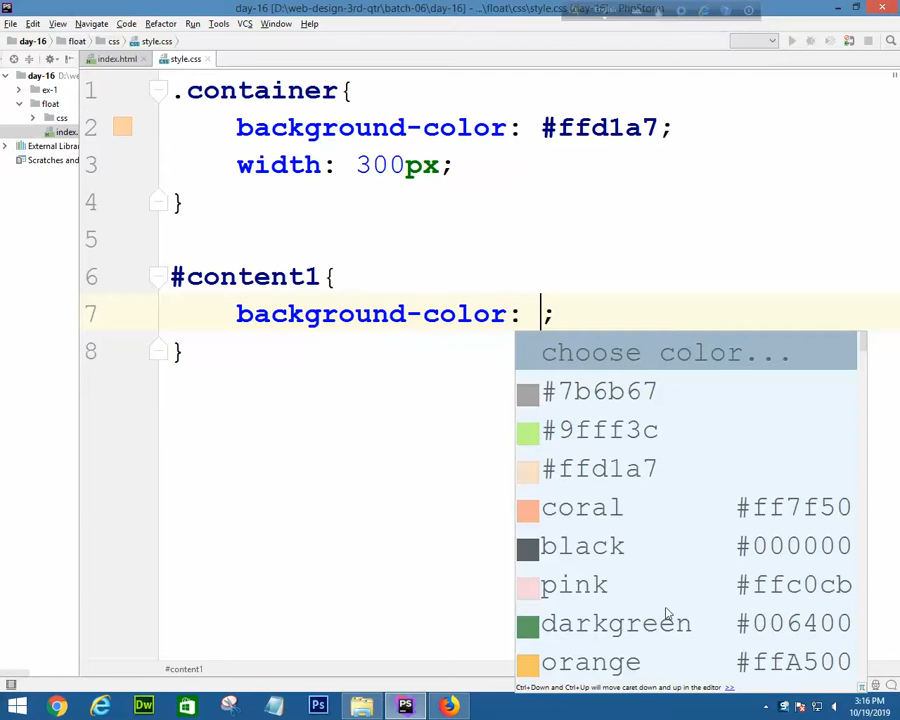 day-16 [D:\web-design-3rd-qtr\batch-06\day-16] - ...\float\css\style.css [day-16] - PhpStorm
File Edit View Navigate Code Refactor Run Tools VCS Window Help
day-16 float css style.css
index.html style.css
day-16 D:\we
ex-1
float
css
index.
External Librar
Scratches and
1 .container{
2 background-color: #ffd1a7;
3 width: 300px;
4 }
5
6 #content1{
7 background-color: ;
8 }
choose color...
#7b6b67
#9fff3c
#ffd1a7
coral #ff7f50
black #000000
pink #ffc0cb
darkgreen #006400
orange #ffA500
Ctrl+Down and Ctrl+Up will move caret down and up in the editor >>
#content1
PS Dw Ps PS
3:16 PM
10/19/2019